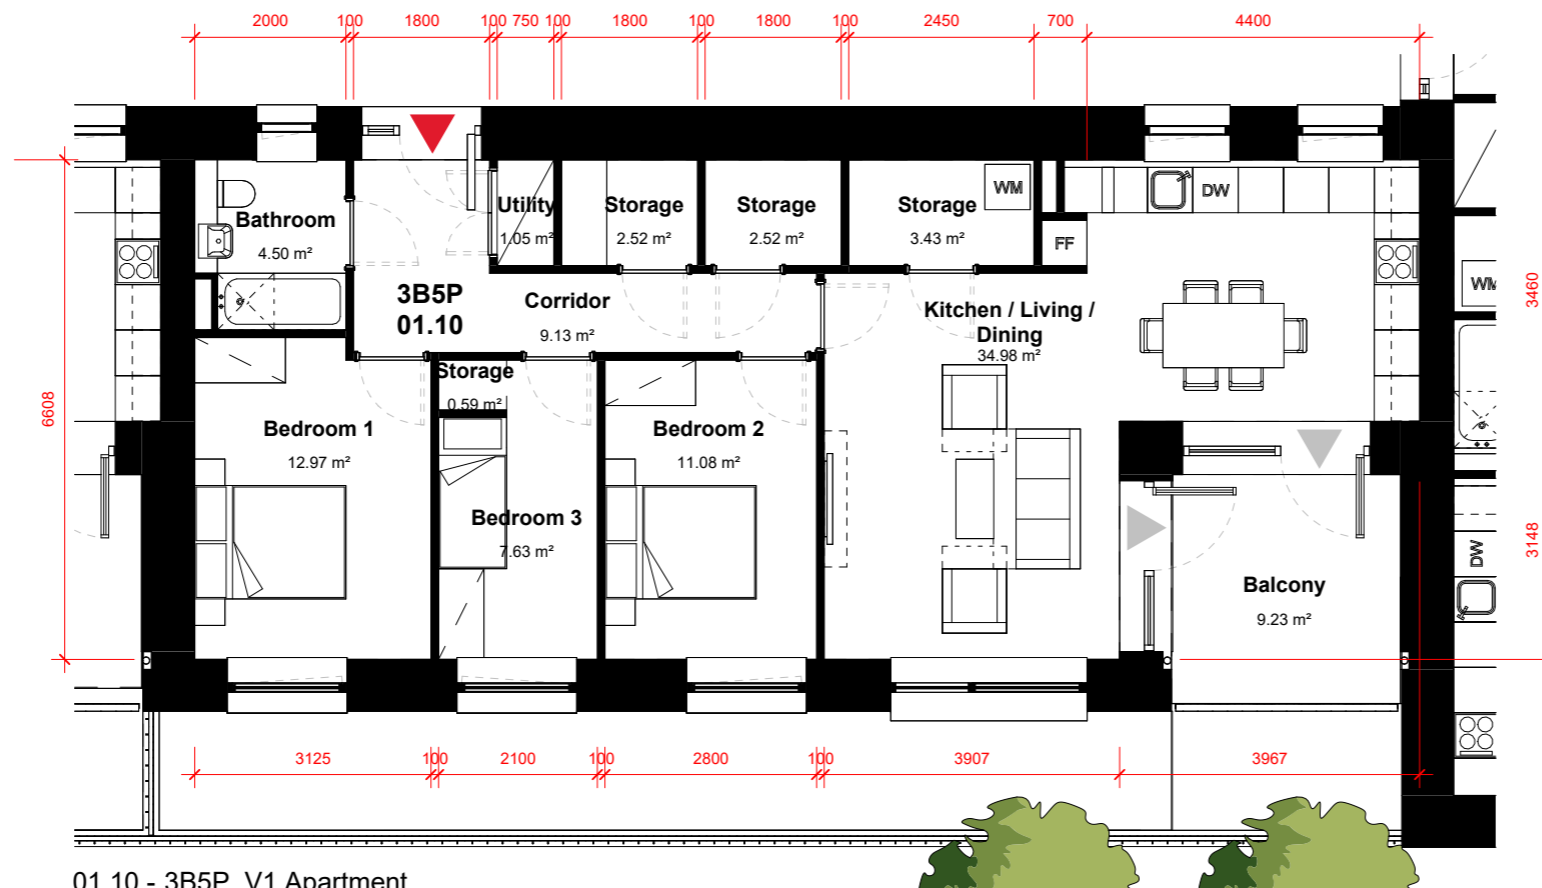 2000 100 1800 100 750 100 1800 100 1800 100 2450 700 4400
WM
DW
Utility
1.05 m²
Storage
2.52 m²
Storage
2.52 m²
Storage
3.43 m²
Bathroom
4.50 m²
FF
3B5P
01.10
Corridor
9.13 m²
Kitchen / Living /
Dining
34.98 m²
WM
3460
6608
Storage
0.59 m²
Bedroom 1
12.97 m²
Bedroom 2
11.08 m²
Bedroom 3
7.63 m²
3148
DW
Balcony
9.23 m²
3125 100 2100 100 2800 100 3907 3967
01.10 - 3B5P_V1 Apartment